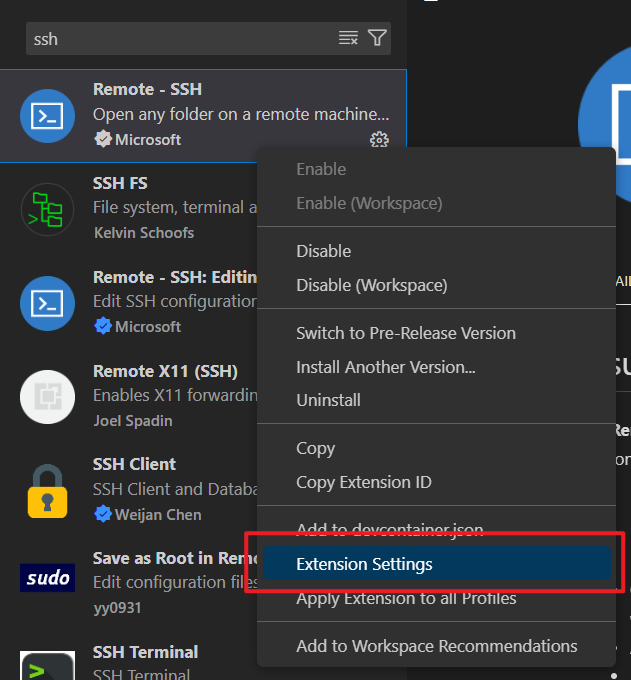 ssh
Remote - SSH
Open any folder on a remote machine...
Microsoft
Enable
Enable (Workspace)
Disable
Disable (Workspace)
Switch to Pre-Release Version
Install Another Version...
Uninstall
Copy
Copy Extension ID
Add to devcontainer.json
Extension Settings
Apply Extension to all Profiles
Add to Workspace Recommendations
SSH FS
File system, terminal a
Kelvin Schoofs
Remote - SSH: Editin
Edit SSH configuration
Microsoft
Remote X11 (SSH)
Enables X11 forwardin
Joel Spadin
SSH Client
SSH Client and Databa
Weijan Chen
sudo
Save as Root in Remo
Edit configuration files
yy0931
SSH Terminal
SSH Terminal